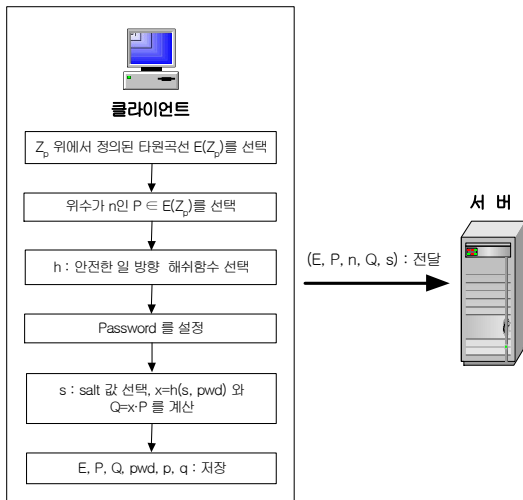 클라이언트
Zp 위에서 정의된 타원곡선 E(Zp)를 선택
위수가 n인 P ∈ E(Zp)를 선택
h : 안전한 일 방향 해쉬함수 선택
Password 를 설정
s : salt 값 선택, x=h(s, pwd) 와
Q=x·P 를 계산
E, P, Q, pwd, p, q : 저장
(E, P, n, Q, s) : 전달
서 버